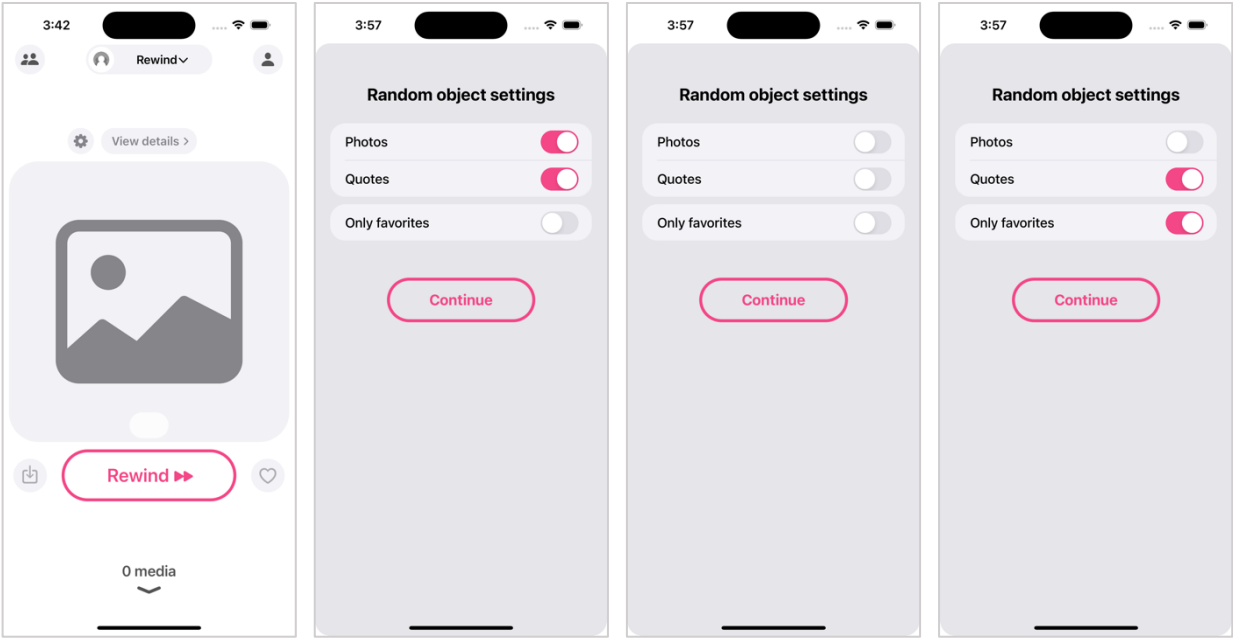 3:42
Rewind
View details
Rewind
0 media
3:57
Random object settings
Photos
Quotes
Only favorites
Continue
3:57
Random object settings
Photos
Quotes
Only favorites
Continue
3:57
Random object settings
Photos
Quotes
Only favorites
Continue